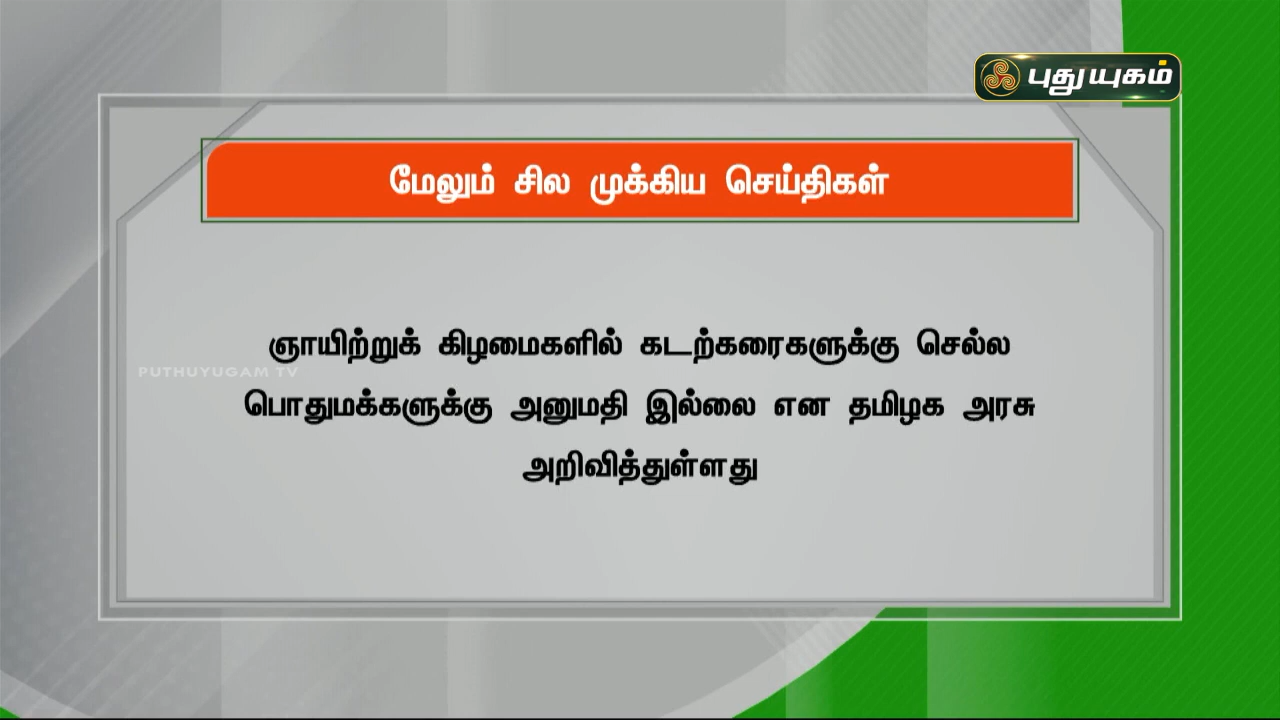 புதுயுகம்
மேலும் சில முக்கிய செய்திகள்
ஞாயிற்றுக் கிழமைகளில் கடற்கரைகளுக்கு செல்ல
PUTHUYUGAM TV
பொதுமக்களுக்கு அனுமதி இல்லை என தமிழக அரசு
அறிவித்துள்ளது